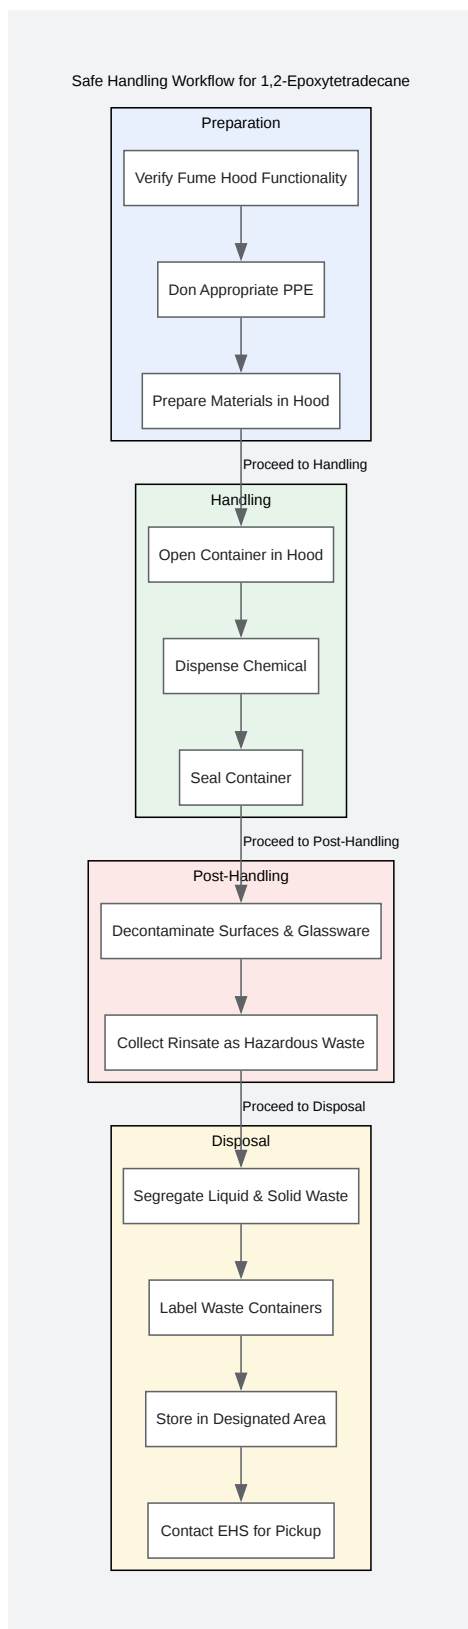 Safe Handling Workflow for 1,2-Epoxytetradecane
Preparation
Verify Fume Hood Functionality
Don Appropriate PPE
Prepare Materials in Hood
Proceed to Handling
Handling
Open Container in Hood
Dispense Chemical
Seal Container
Proceed to Post-Handling
Post-Handling
Decontaminate Surfaces & Glassware
Collect Rinsate as Hazardous Waste
Proceed to Disposal
Disposal
Segregate Liquid & Solid Waste
Label Waste Containers
Store in Designated Area
Contact EHS for Pickup